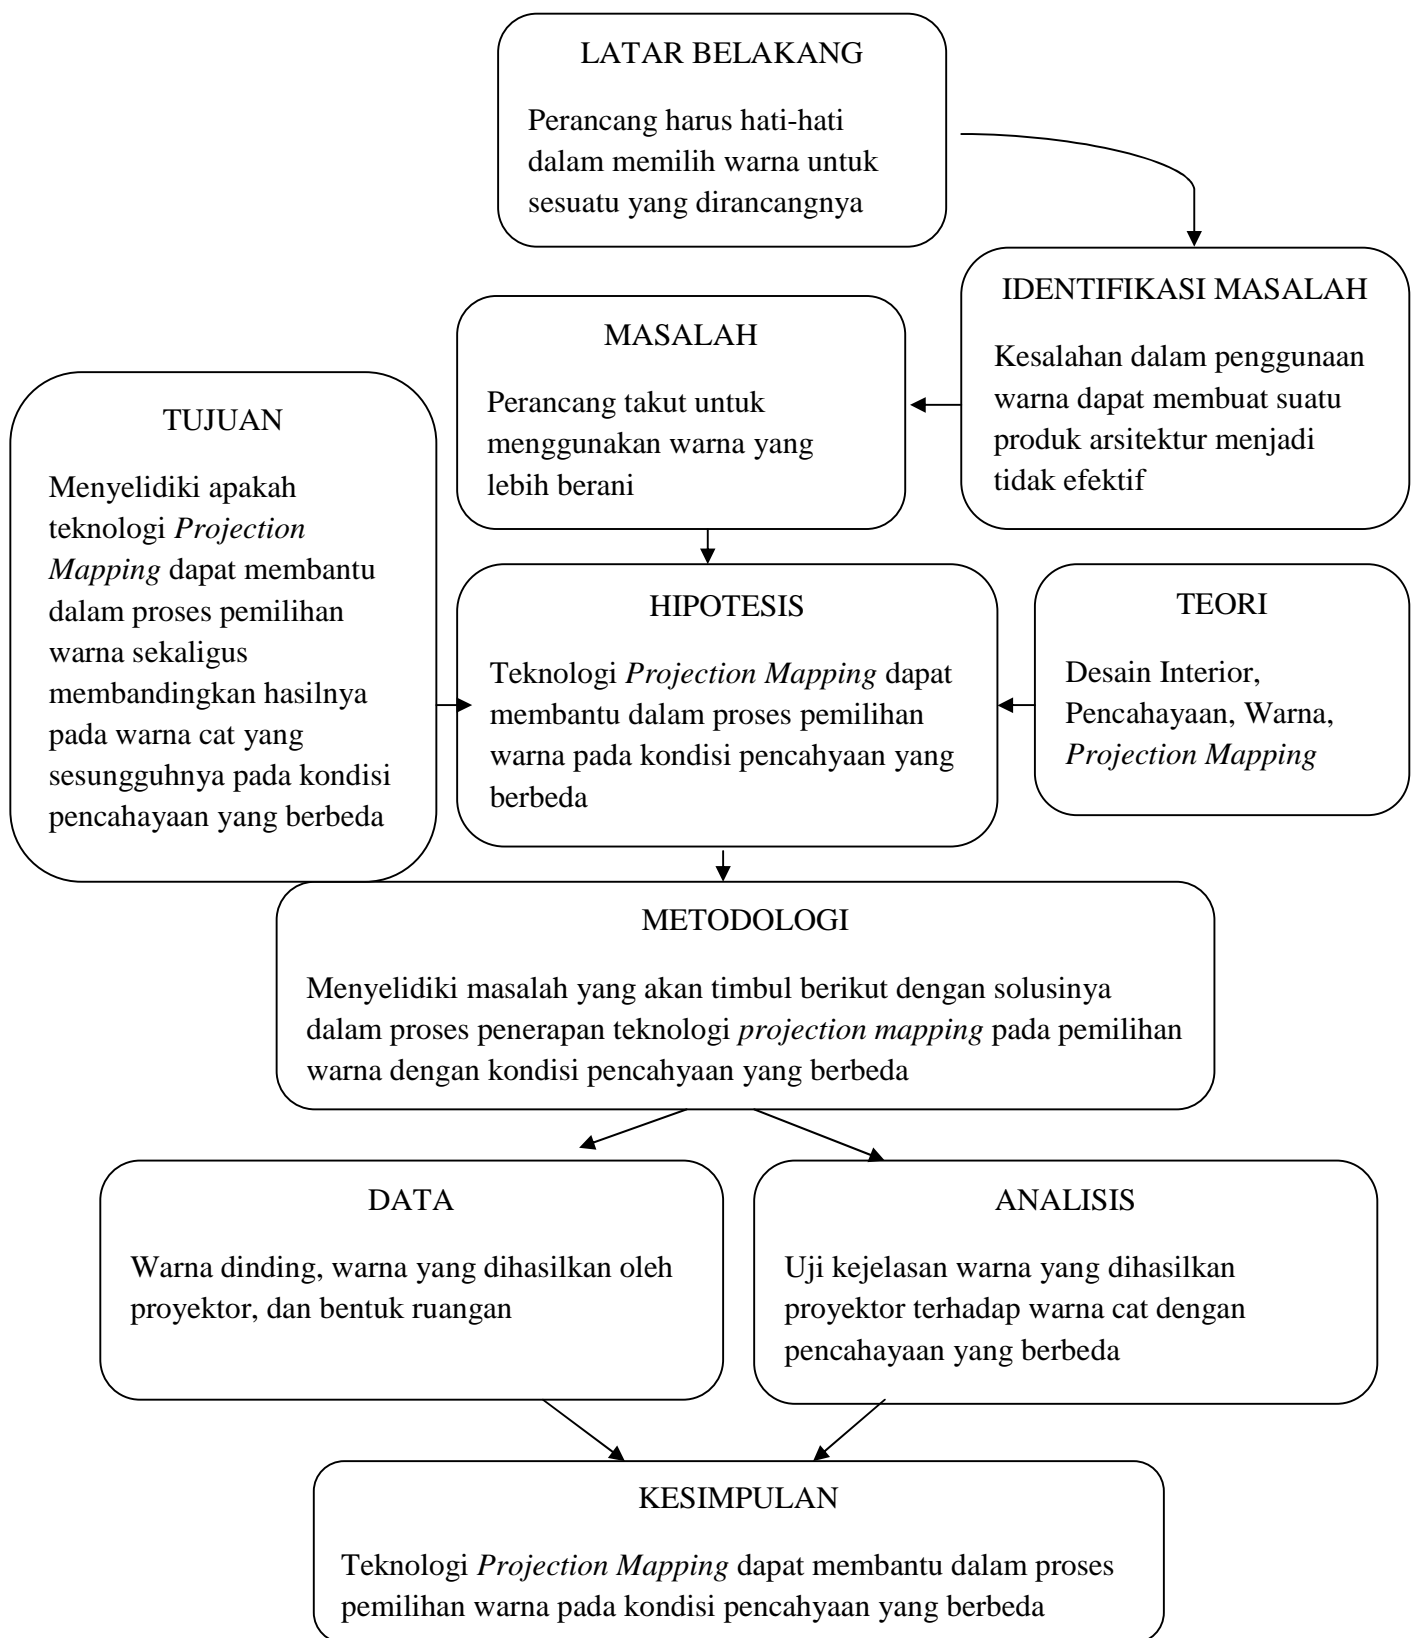 LATAR BELAKANG
Perancang harus hati-hati
dalam memilih warna untuk
sesuatu yang dirancangnya
IDENTIFIKASI MASALAH
Kesalahan dalam penggunaan
warna dapat membuat suatu
produk arsitektur menjadi
tidak efektif
MASALAH
Perancang takut untuk
menggunakan warna yang
lebih berani
TUJUAN
Menyelidiki apakah
teknologi Projection
Mapping dapat membantu
dalam proses pemilihan
warna sekaligus
membandingkan hasilnya
pada warna cat yang
sesungguhnya pada kondisi
pencahayaan yang berbeda
HIPOTESIS
Teknologi Projection Mapping dapat
membantu dalam proses pemilihan
warna pada kondisi pencahyaan yang
berbeda
TEORI
Desain Interior,
Pencahayaan, Warna,
Projection Mapping
METODOLOGI
Menyelidiki masalah yang akan timbul berikut dengan solusinya
dalam proses penerapan teknologi projection mapping pada pemilihan
warna dengan kondisi pencahyaan yang berbeda
DATA
Warna dinding, warna yang dihasilkan oleh
proyektor, dan bentuk ruangan
ANALISIS
Uji kejelasan warna yang dihasilkan
proyektor terhadap warna cat dengan
pencahayaan yang berbeda
KESIMPULAN
Teknologi Projection Mapping dapat membantu dalam proses
pemilihan warna pada kondisi pencahyaan yang berbeda